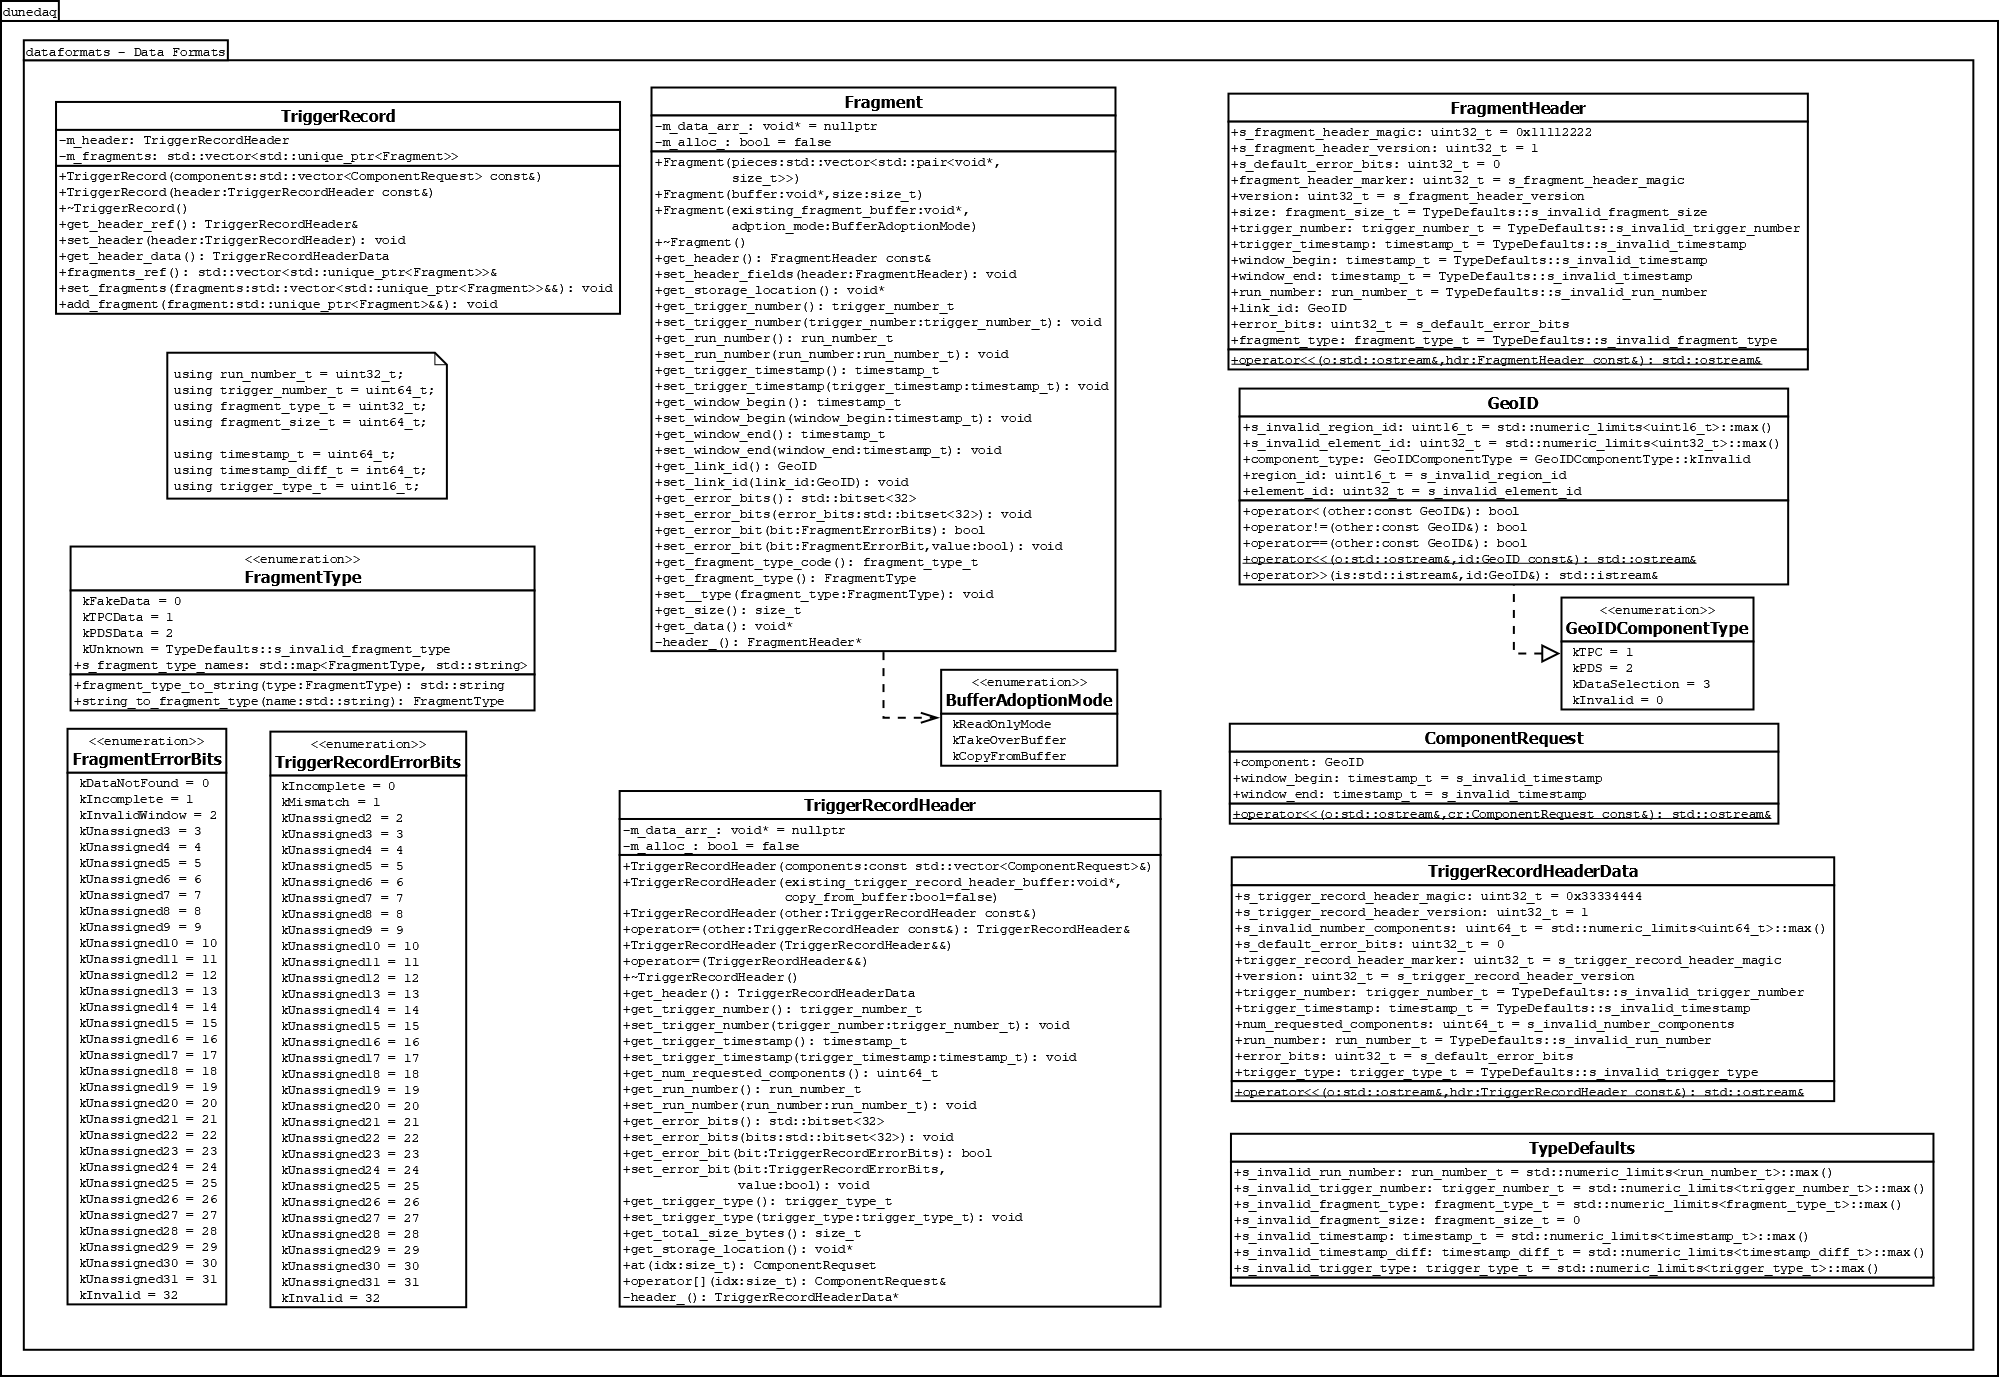 dunedaq
dataformats - Data Formats
TriggerRecord
-m_header: TriggerRecordHeader
-m_fragments: std::vector<std::unique_ptr<Fragment>>
+TriggerRecord(components:std::vector<ComponentRequest> const&)
+TriggerRecord(header:TriggerRecordHeader const&)
+~TriggerRecord()
+get_header_ref(): TriggerRecordHeader&
+set_header(header:TriggerRecordHeader): void
+get_header_data(): TriggerRecordHeaderData
+fragments_ref(): std::vector<std::unique_ptr<Fragment>>&
+set_fragments(fragments:std::vector<std::unique_ptr<Fragment>>&&): void
+add_fragment(fragment:std::unique_ptr<Fragment>&&): void
using run_number_t = uint32_t;
using trigger_number_t = uint64_t;
using fragment_type_t = uint32_t;
using fragment_size_t = uint64_t;
using timestamp_t = uint64_t;
using timestamp_diff_t = int64_t;
using trigger_type_t = uint16_t;
<<enumeration>>
FragmentType
kFakeData = 0
kTPCData = 1
kPDSData = 2
kUnknown = TypeDefaults::s_invalid_fragment_type
+s_fragment_type_names: std::map<FragmentType, std::string>
+fragment_type_to_string(type:FragmentType): std::string
+string_to_fragment_type(name:std::string): FragmentType
<<enumeration>>
FragmentErrorBits
kDataNotFound = 0
kIncomplete = 1
kInvalidWindow = 2
kUnassigned3 = 3
kUnassigned4 = 4
kUnassigned5 = 5
kUnassigned6 = 6
kUnassigned7 = 7
kUnassigned8 = 8
kUnassigned9 = 9
kUnassigned10 = 10
kUnassigned11 = 11
kUnassigned12 = 12
kUnassigned13 = 13
kUnassigned14 = 14
kUnassigned15 = 15
kUnassigned16 = 16
kUnassigned17 = 17
kUnassigned18 = 18
kUnassigned19 = 19
kUnassigned20 = 20
kUnassigned21 = 21
kUnassigned22 = 22
kUnassigned23 = 23
kUnassigned24 = 24
kUnassigned25 = 25
kUnassigned26 = 26
kUnassigned27 = 27
kUnassigned28 = 28
kUnassigned29 = 29
kUnassigned30 = 30
kUnassigned31 = 31
kInvalid = 32
<<enumeration>>
TriggerRecordErrorBits
kIncomplete = 0
kMismatch = 1
kUnassigned2 = 2
kUnassigned3 = 3
kUnassigned4 = 4
kUnassigned5 = 5
kUnassigned6 = 6
kUnassigned7 = 7
kUnassigned8 = 8
kUnassigned9 = 9
kUnassigned10 = 10
kUnassigned11 = 11
kUnassigned12 = 12
kUnassigned13 = 13
kUnassigned14 = 14
kUnassigned15 = 15
kUnassigned16 = 16
kUnassigned17 = 17
kUnassigned18 = 18
kUnassigned19 = 19
kUnassigned20 = 20
kUnassigned21 = 21
kUnassigned22 = 22
kUnassigned23 = 23
kUnassigned24 = 24
kUnassigned25 = 25
kUnassigned26 = 26
kUnassigned27 = 27
kUnassigned28 = 28
kUnassigned29 = 29
kUnassigned30 = 30
kUnassigned31 = 31
kInvalid = 32
Fragment
-m_data_arr_: void* = nullptr
-m_alloc_: bool = false
+Fragment(pieces:std::vector<std::pair<void*,
size_t>>)
+Fragment(buffer:void*,size:size_t)
+Fragment(existing_fragment_buffer:void*,
adption_mode:BufferAdoptionMode)
+~Fragment()
+get_header(): FragmentHeader const&
+set_header_fields(header:FragmentHeader): void
+get_storage_location(): void*
+get_trigger_number(): trigger_number_t
+set_trigger_number(trigger_number:trigger_number_t): void
+get_run_number(): run_number_t
+set_run_number(run_number:run_number_t): void
+get_trigger_timestamp(): timestamp_t
+set_trigger_timestamp(trigger_timestamp:timestamp_t): void
+get_window_begin(): timestamp_t
+set_window_begin(window_begin:timestamp_t): void
+get_window_end(): timestamp_t
+set_window_end(window_end:timestamp_t): void
+get_link_id(): GeoID
+set_link_id(link_id:GeoID): void
+get_error_bits(): std::bitset<32>
+set_error_bits(error_bits:std::bitset<32>): void
+get_error_bit(bit:FragmentErrorBits): bool
+set_error_bit(bit:FragmentErrorBit,value:bool): void
+get_fragment_type_code(): fragment_type_t
+get_fragment_type(): FragmentType
+set__type(fragment_type:FragmentType): void
+get_size(): size_t
+get_data(): void*
-header_(): FragmentHeader*
<<enumeration>>
BufferAdoptionMode
kReadOnlyMode
kTakeOverBuffer
kCopyFromBuffer
TriggerRecordHeader
-m_data_arr_: void* = nullptr
-m_alloc_: bool = false
+TriggerRecordHeader(components:const std::vector<ComponentRequest>&)
+TriggerRecordHeader(existing_trigger_record_header_buffer:void*,
copy_from_buffer:bool=false)
+TriggerRecordHeader(other:TriggerRecordHeader const&)
+operator=(other:TriggerRecordHeader const&): TriggerRecordHeader&
+TriggerRecordHeader(TriggerRecordHeader&&)
+operator=(TriggerReordHeader&&)
+~TriggerRecordHeader()
+get_header(): TriggerRecordHeaderData
+get_trigger_number(): trigger_number_t
+set_trigger_number(trigger_number:trigger_number_t): void
+get_trigger_timestamp(): timestamp_t
+set_trigger_timestamp(trigger_timestamp:timestamp_t): void
+get_num_requested_components(): uint64_t
+get_run_number(): run_number_t
+set_run_number(run_number:run_number_t): void
+get_error_bits(): std::bitset<32>
+set_error_bits(bits:std::bitset<32>): void
+get_error_bit(bit:TriggerRecordErrorBits): bool
+set_error_bit(bit:TriggerRecordErrorBits,
value:bool): void
+get_trigger_type(): trigger_type_t
+set_trigger_type(trigger_type:trigger_type_t): void
+get_total_size_bytes(): size_t
+get_storage_location(): void*
+at(idx:size_t): ComponentRequset
+operator[](idx:size_t): ComponentRequest&
-header_(): TriggerRecordHeaderData*
FragmentHeader
+s_fragment_header_magic: uint32_t = 0x11112222
+s_fragment_header_version: uint32_t = 1
+s_default_error_bits: uint32_t = 0
+fragment_header_marker: uint32_t = s_fragment_header_magic
+version: uint32_t = s_fragment_header_version
+size: fragment_size_t = TypeDefaults::s_invalid_fragment_size
+trigger_number: trigger_number_t = TypeDefaults::s_invalid_trigger_number
+trigger_timestamp: timestamp_t = TypeDefaults::s_invalid_timestamp
+window_begin: timestamp_t = TypeDefaults::s_invalid_timestamp
+window_end: timestamp_t = TypeDefaults::s_invalid_timestamp
+run_number: run_number_t = TypeDefaults::s_invalid_run_number
+link_id: GeoID
+error_bits: uint32_t = s_default_error_bits
+fragment_type: fragment_type_t = TypeDefaults::s_invalid_fragment_type
+operator<<(o:std::ostream&,hdr:FragmentHeader const&): std::ostream&
GeoID
+s_invalid_region_id: uint16_t = std::numeric_limits<uint16_t>::max()
+s_invalid_element_id: uint32_t = std::numeric_limits<uint32_t>::max()
+component_type: GeoIDComponentType = GeoIDComponentType::kInvalid
+region_id: uint16_t = s_invalid_region_id
+element_id: uint32_t = s_invalid_element_id
+operator<(other:const GeoID&): bool
+operator!=(other:const GeoID&): bool
+operator==(other:const GeoID&): bool
+operator<<(o:std::ostream&,id:GeoID const&): std::ostream&
+operator>>(is:std::istream&,id:GeoID&): std::istream&
<<enumeration>>
GeoIDComponentType
kTPC = 1
kPDS = 2
kDataSelection = 3
kInvalid = 0
ComponentRequest
+component: GeoID
+window_begin: timestamp_t = s_invalid_timestamp
+window_end: timestamp_t = s_invalid_timestamp
+operator<<(o:std::ostream&,cr:ComponentRequest const&): std::ostream&
TriggerRecordHeaderData
+s_trigger_record_header_magic: uint32_t = 0x33334444
+s_trigger_record_header_version: uint32_t = 1
+s_invalid_number_components: uint64_t = std::numeric_limits<uint64_t>::max()
+s_default_error_bits: uint32_t = 0
+trigger_record_header_marker: uint32_t = s_trigger_record_header_magic
+version: uint32_t = s_trigger_record_header_version
+trigger_number: trigger_number_t = TypeDefaults::s_invalid_trigger_number
+trigger_timestamp: timestamp_t = TypeDefaults::s_invalid_timestamp
+num_requested_components: uint64_t = s_invalid_number_components
+run_number: run_number_t = TypeDefaults::s_invalid_run_number
+error_bits: uint32_t = s_default_error_bits
+trigger_type: trigger_type_t = TypeDefaults::s_invalid_trigger_type
+operator<<(o:std::ostream&,hdr:TriggerRecordHeader const&): std::ostream&
TypeDefaults
+s_invalid_run_number: run_number_t = std::numeric_limits<run_number_t>::max()
+s_invalid_trigger_number: trigger_number_t = std::numeric_limits<trigger_number_t>::max()
+s_invalid_fragment_type: fragment_type_t = std::numeric_limits<fragment_type_t>::max()
+s_invalid_fragment_size: fragment_size_t = 0
+s_invalid_timestamp: timestamp_t = std::numeric_limits<timestamp_t>::max()
+s_invalid_timestamp_diff: timestamp_diff_t = std::numeric_limits<timestamp_diff_t>::max()
+s_invalid_trigger_type: trigger_type_t = std::numeric_limits<trigger_type_t>::max()